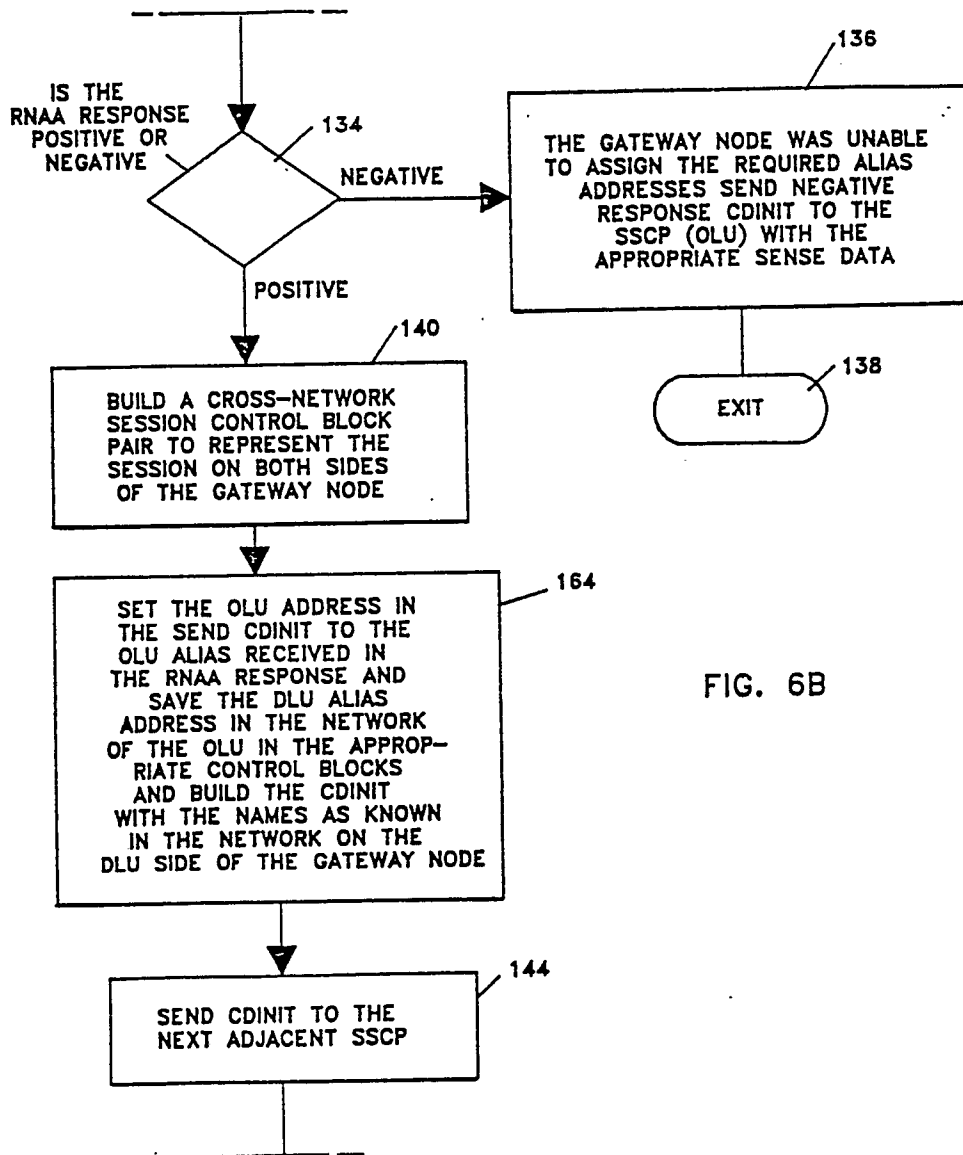 IS THE
RNAA RESPONSE
POSITIVE OR
NEGATIVE
134
NEGATIVE
POSITIVE
136
THE GATEWAY NODE WAS UNABLE
TO ASSIGN THE REQUIRED ALIAS
ADDRESSES SEND NEGATIVE
RESPONSE CDINIT TO THE
SSCP (OLU) WITH THE
APPROPRIATE SENSE DATA
138
EXIT
140
BUILD A CROSS-NETWORK
SESSION CONTROL BLOCK
PAIR TO REPRESENT THE
SESSION ON BOTH SIDES
OF THE GATEWAY NODE
164
SET THE OLU ADDRESS IN
THE SEND CDINIT TO THE
OLU ALIAS RECEIVED IN
THE RNAA RESPONSE AND
SAVE THE DLU ALIAS
ADDRESS IN THE NETWORK
OF THE OLU IN THE APPROP-
RIATE CONTROL BLOCKS
AND BUILD THE CDINIT
WITH THE NAMES AS KNOWN
IN THE NETWORK ON THE
DLU SIDE OF THE GATEWAY NODE
FIG. 6B
144
SEND CDINIT TO THE
NEXT ADJACENT SSCP